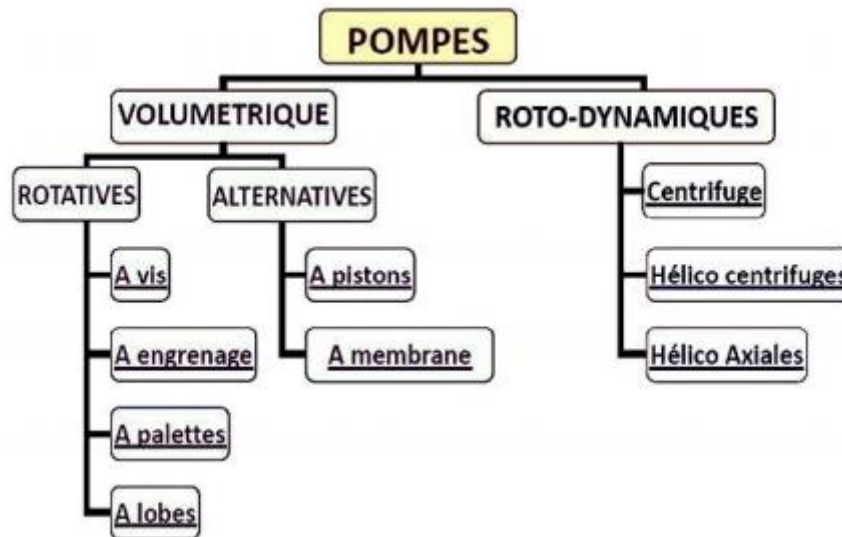 POMPES
VOLUMETRIQUE
ROTO-DYNAMIQUES
ROTATIVES
ALTERNATIVES
Centrifuge
A vis
A pistons
Hélico centrifuges
A engrenage
A membrane
Hélico Axiales
A palettes
A lobes